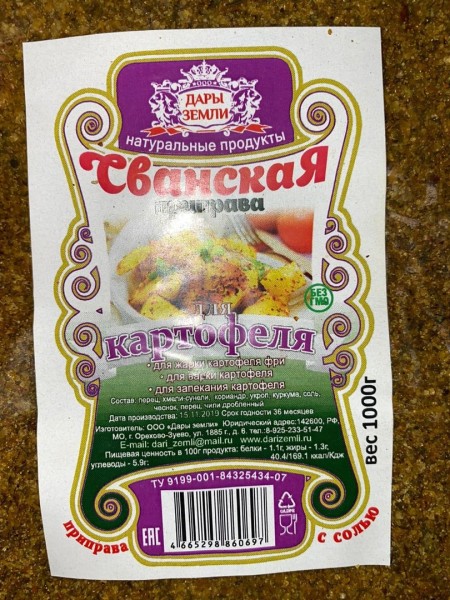 ООО
ДАРЫ
ЗЕМЛИ
натуральные продукты
Сванская
приправа
БЕЗ
ГМО
для
картофеля
• для жарки картофеля фри
• для варки картофеля
• для запекания картофеля
Состав: перец, хмели-сунели, кориандр, укроп, куркума, соль,
чеснок, перец, чили дробленный
Дата производства: 15.11.2019 Срок годности 36 месяцев
Изготовитель: ООО «Дары земли» Юридический адрес:142600, РФ,
МО, г. Орехово-Зуево, ул. 1885 г., д. 6. тел.:8-925-233-51-47
E-mail: dari_zemli@mail.ru www.darizemli.ru
Пищевая ценность в 100г продукта: белки - 1.1г, жиры - 1.3г,
углеводы - 5.9г: 40.4/169.1 ккал/Кдж
вес 1000г
ТУ 9199-001-84325434-07
EAC
4 665298 860697
приправа с солью